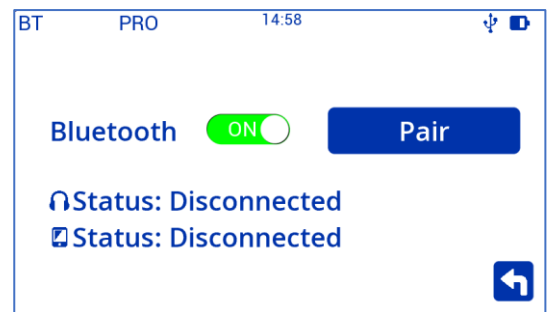 BT PRO 14:58
Bluetooth ON Pair
Status: Disconnected
Status: Disconnected